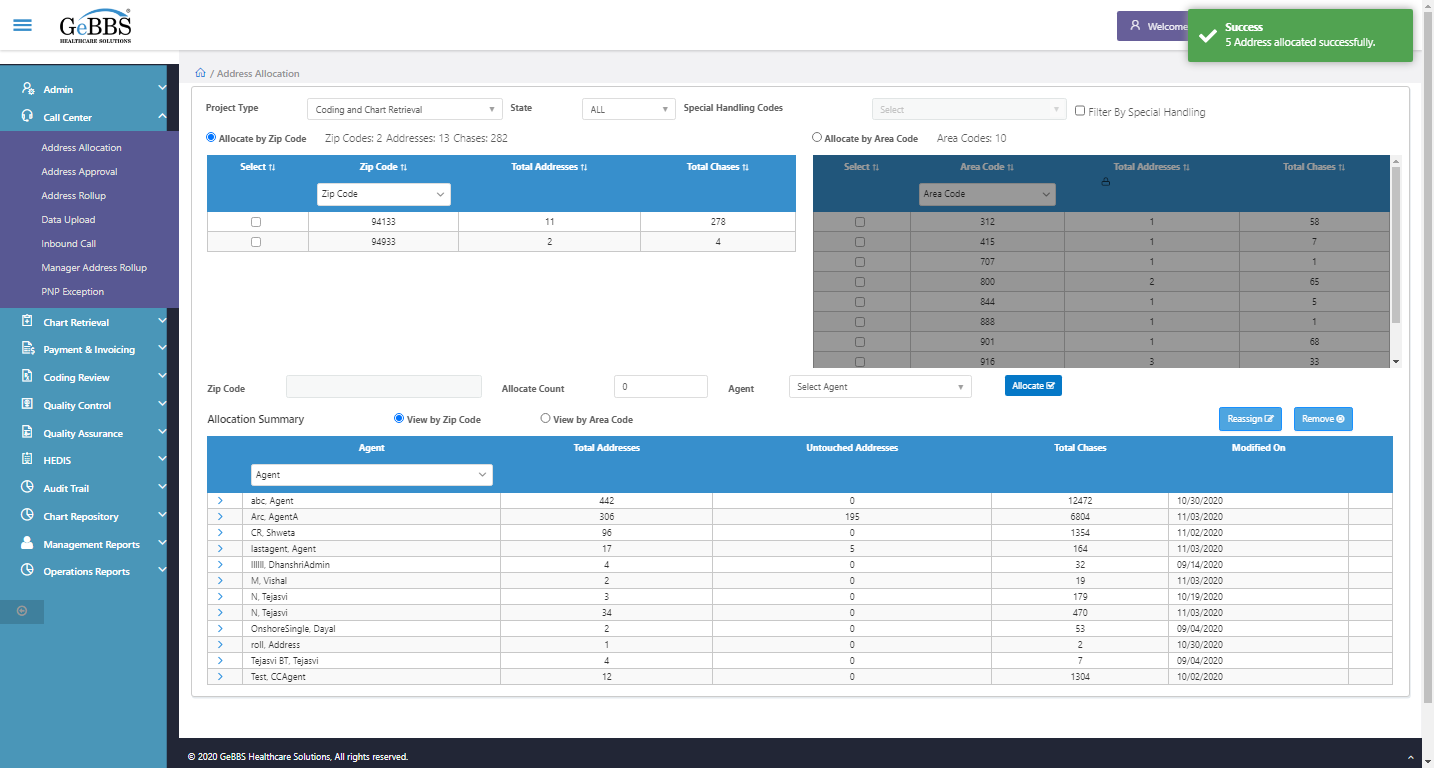 GeBBS
HEALTHCARE SOLUTIONS
Welcome
Success
5 Address allocated successfully.
Admin
Call Center
Address Allocation
Address Approval
Address Rollup
Data Upload
Inbound Call
Manager Address Rollup
PNP Exception
Chart Retrieval
Payment & Invoicing
Coding Review
Quality Control
Quality Assurance
HEDIS
Audit Trail
Chart Repository
Management Reports
Operations Reports
/ Address Allocation
Project Type Coding and Chart Retrieval State ALL Special Handling Codes Select Filter By Special Handling
Allocate by Zip Code Zip Codes: 2 Addresses: 13 Chases: 282
Select Zip Code Total Addresses Total Chases
Zip Code
94133 11 278
94933 2 4
Allocate by Area Code Area Codes: 10
Select Area Code Total Addresses Total Chases
Area Code
312 1 58
415 1 7
707 1 1
800 2 65
844 1 5
888 1 1
901 1 68
916 3 33
Zip Code Allocate Count 0 Agent Select Agent Allocate
Allocation Summary View by Zip Code View by Area Code Reassign Remove
Agent Total Addresses Untouched Addresses Total Chases Modified On
Agent
abc, Agent 442 0 12472 10/30/2020
Arc, AgentA 306 195 6804 11/03/2020
CR, Shweta 96 0 1354 11/02/2020
lastagent, Agent 17 5 164 11/03/2020
llllll, DhanshriAdmin 4 0 32 09/14/2020
M, Vishal 2 0 19 11/03/2020
N, Tejasvi 3 0 179 10/19/2020
N, Tejasvi 34 0 470 11/03/2020
OnshoreSingle, Dayal 2 0 53 09/04/2020
roll, Address 1 0 2 10/30/2020
Tejasvi BT, Tejasvi 4 0 7 09/04/2020
Test, CCAgent 12 0 1304 10/02/2020
© 2020 GeBBS Healthcare Solutions, All rights reserved.